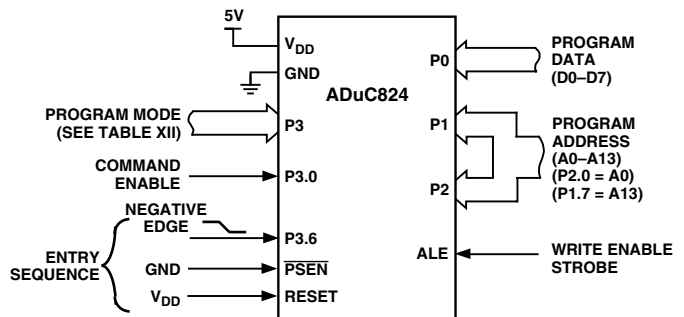 5V
VDD
GND
ADuC824
P0
PROGRAM
DATA
(D0–D7)
PROGRAM MODE
(SEE TABLE XII)
P3
P1
PROGRAM
ADDRESS
(A0–A13)
(P2.0 = A0)
(P1.7 = A13)
COMMAND
ENABLE
P3.0
P2
NEGATIVE
EDGE
P3.6
ENTRY
SEQUENCE
GND
PSEN
VDD
RESET
ALE
WRITE ENABLE
STROBE